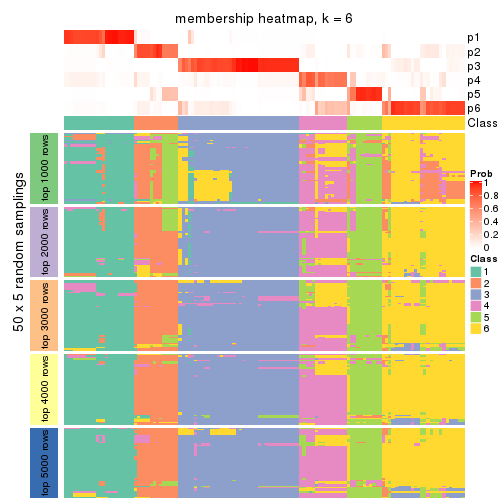 membership heatmap, k = 6
p1
p2
p3
p4
p5
p6
Class
50 x 5 random samplings
top 1000 rows
top 2000 rows
top 3000 rows
top 4000 rows
top 5000 rows
Prob
1
0.8
0.6
0.4
0.2
0
Class
1
2
3
4
5
6